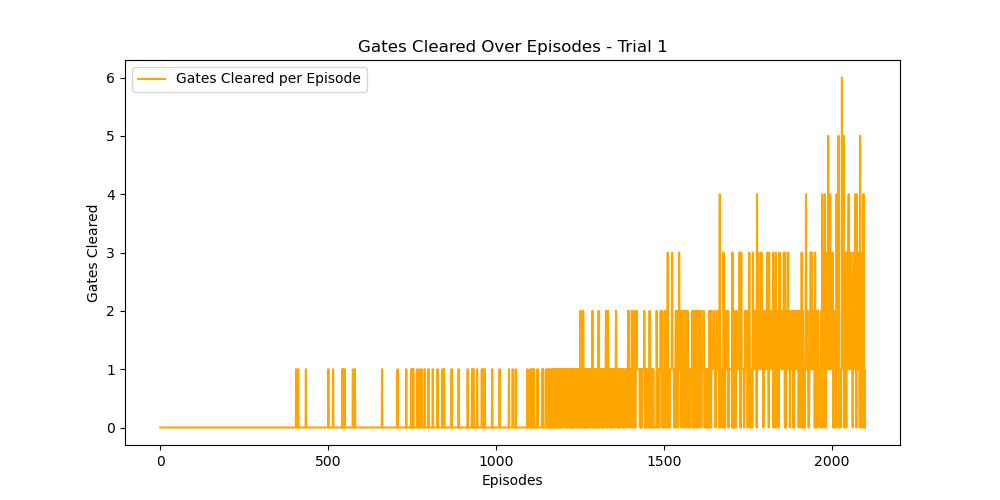 Gates Cleared Over Episodes - Trial 1
Gates Cleared per Episode
6
5
4
3
2
1
0
Gates Cleared
0 500 1000 1500 2000
Episodes